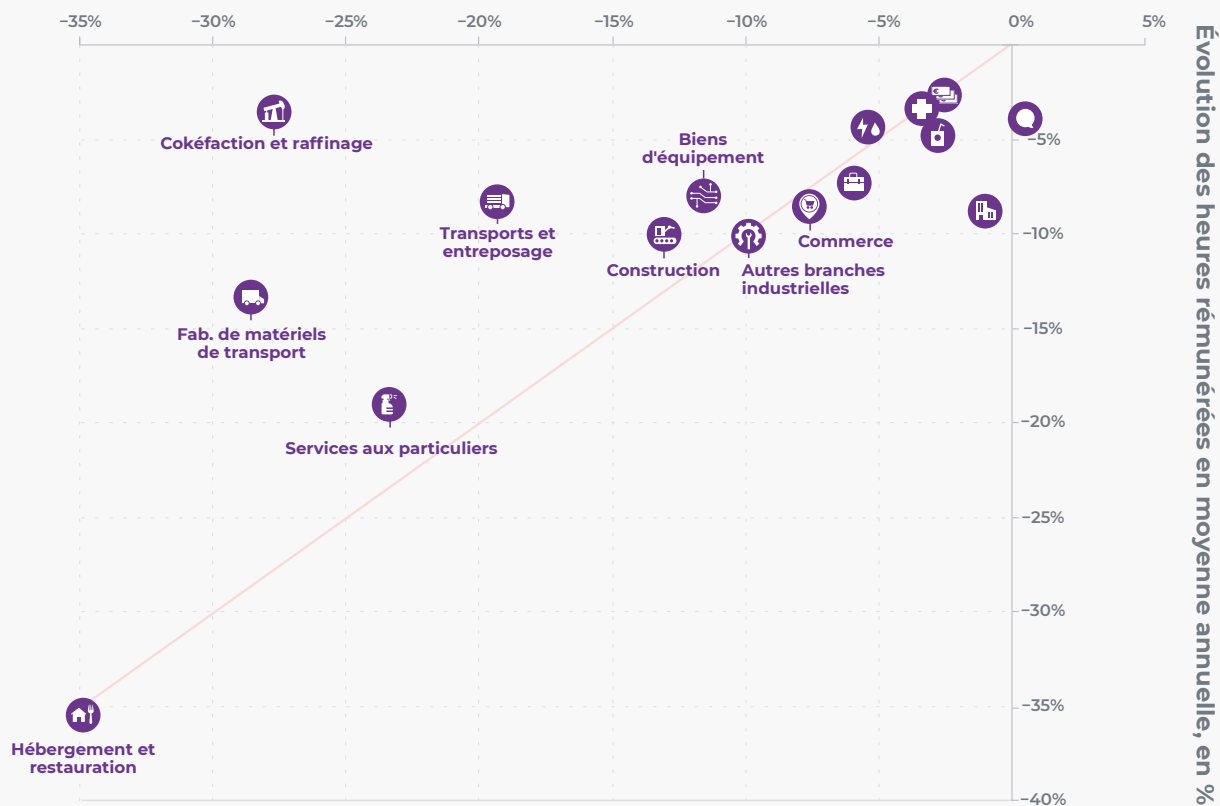 −35%
−30%
−25%
−20%
−15%
−10%
−5%
0%
5%
Évolution des heures rémunérées en moyenne annuelle, en %
Cokéfaction et raffinage
Biens
d'équipement
−5%
Transports et
entreposage
−10%
Commerce
Construction
Autres branches
industrielles
Fab. de matériels
de transport
−15%
−20%
Services aux particuliers
−25%
−30%
−35%
Hébergement et
restauration
−40%